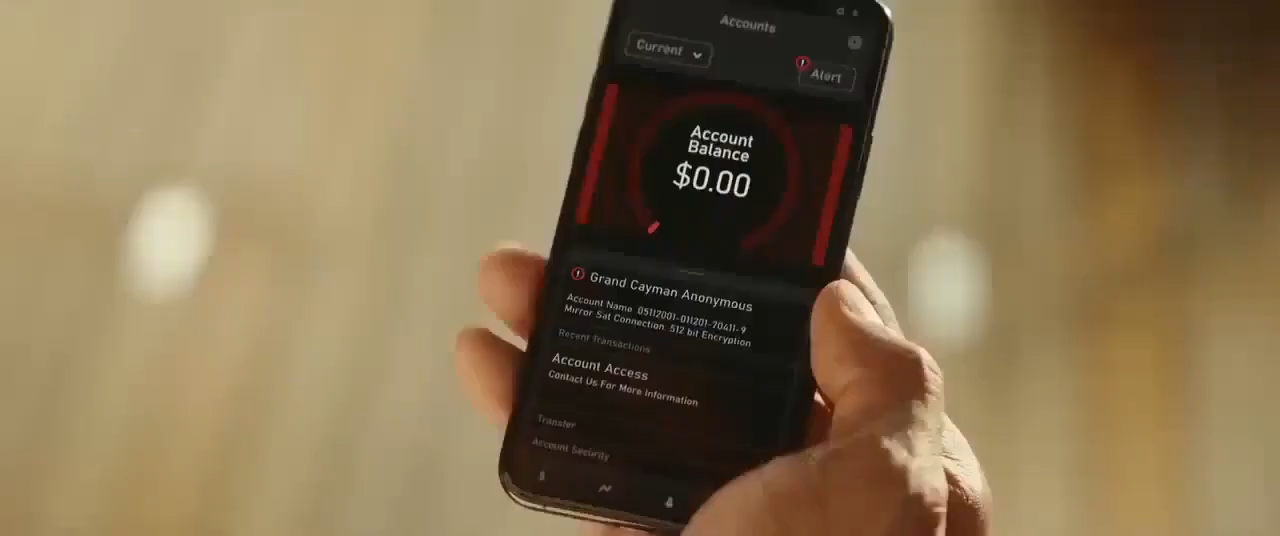 Accounts
Current
Alert
Account
Balance
$0.00
Grand Cayman Anonymous
Account Name 05112001-011201-70411-9
Mirror Sat Connection. 512 bit Encryption
Recent Transactions
Account Access
Contact Us For More Information
Transfer
Account Security